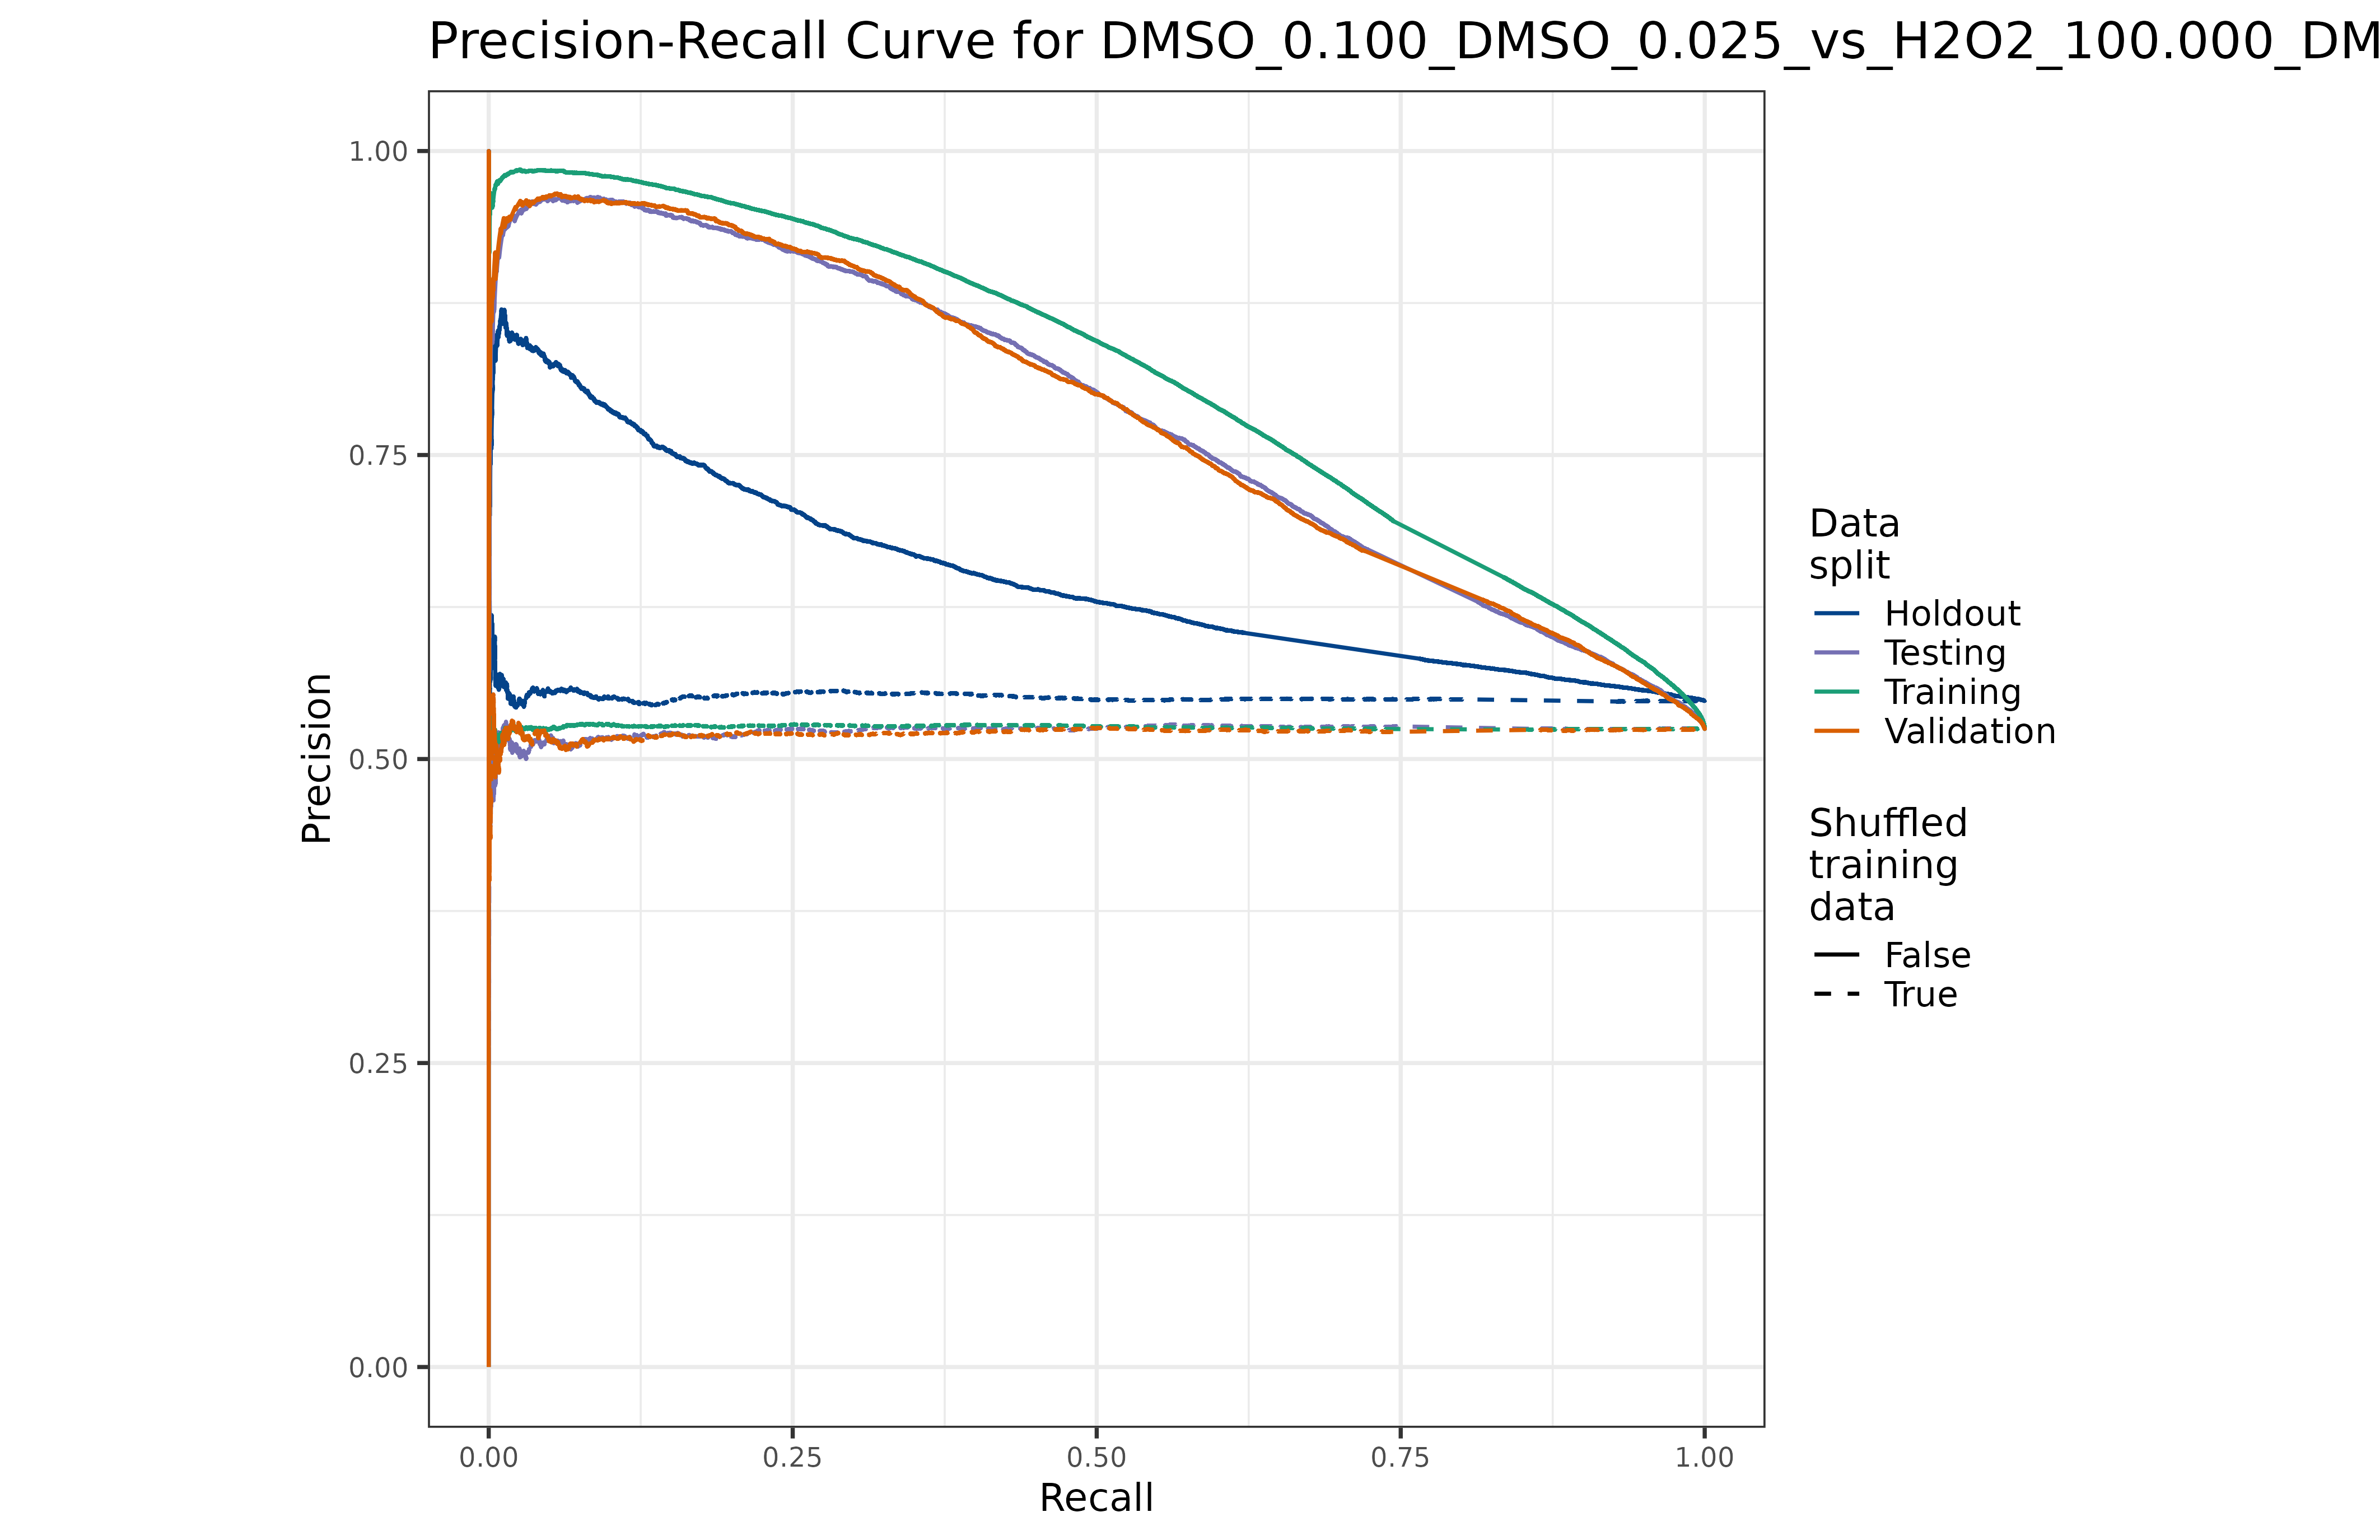 Precision-Recall Curve for DMSO_0.100_DMSO_0.025_vs_H2O2_100.000_DM
1.00
0.75
0.50
0.25
0.00
Precision
0.00
0.25
0.50
0.75
1.00
Recall
Data
split
Holdout
Testing
Training
Validation
Shuffled
training
data
False
True